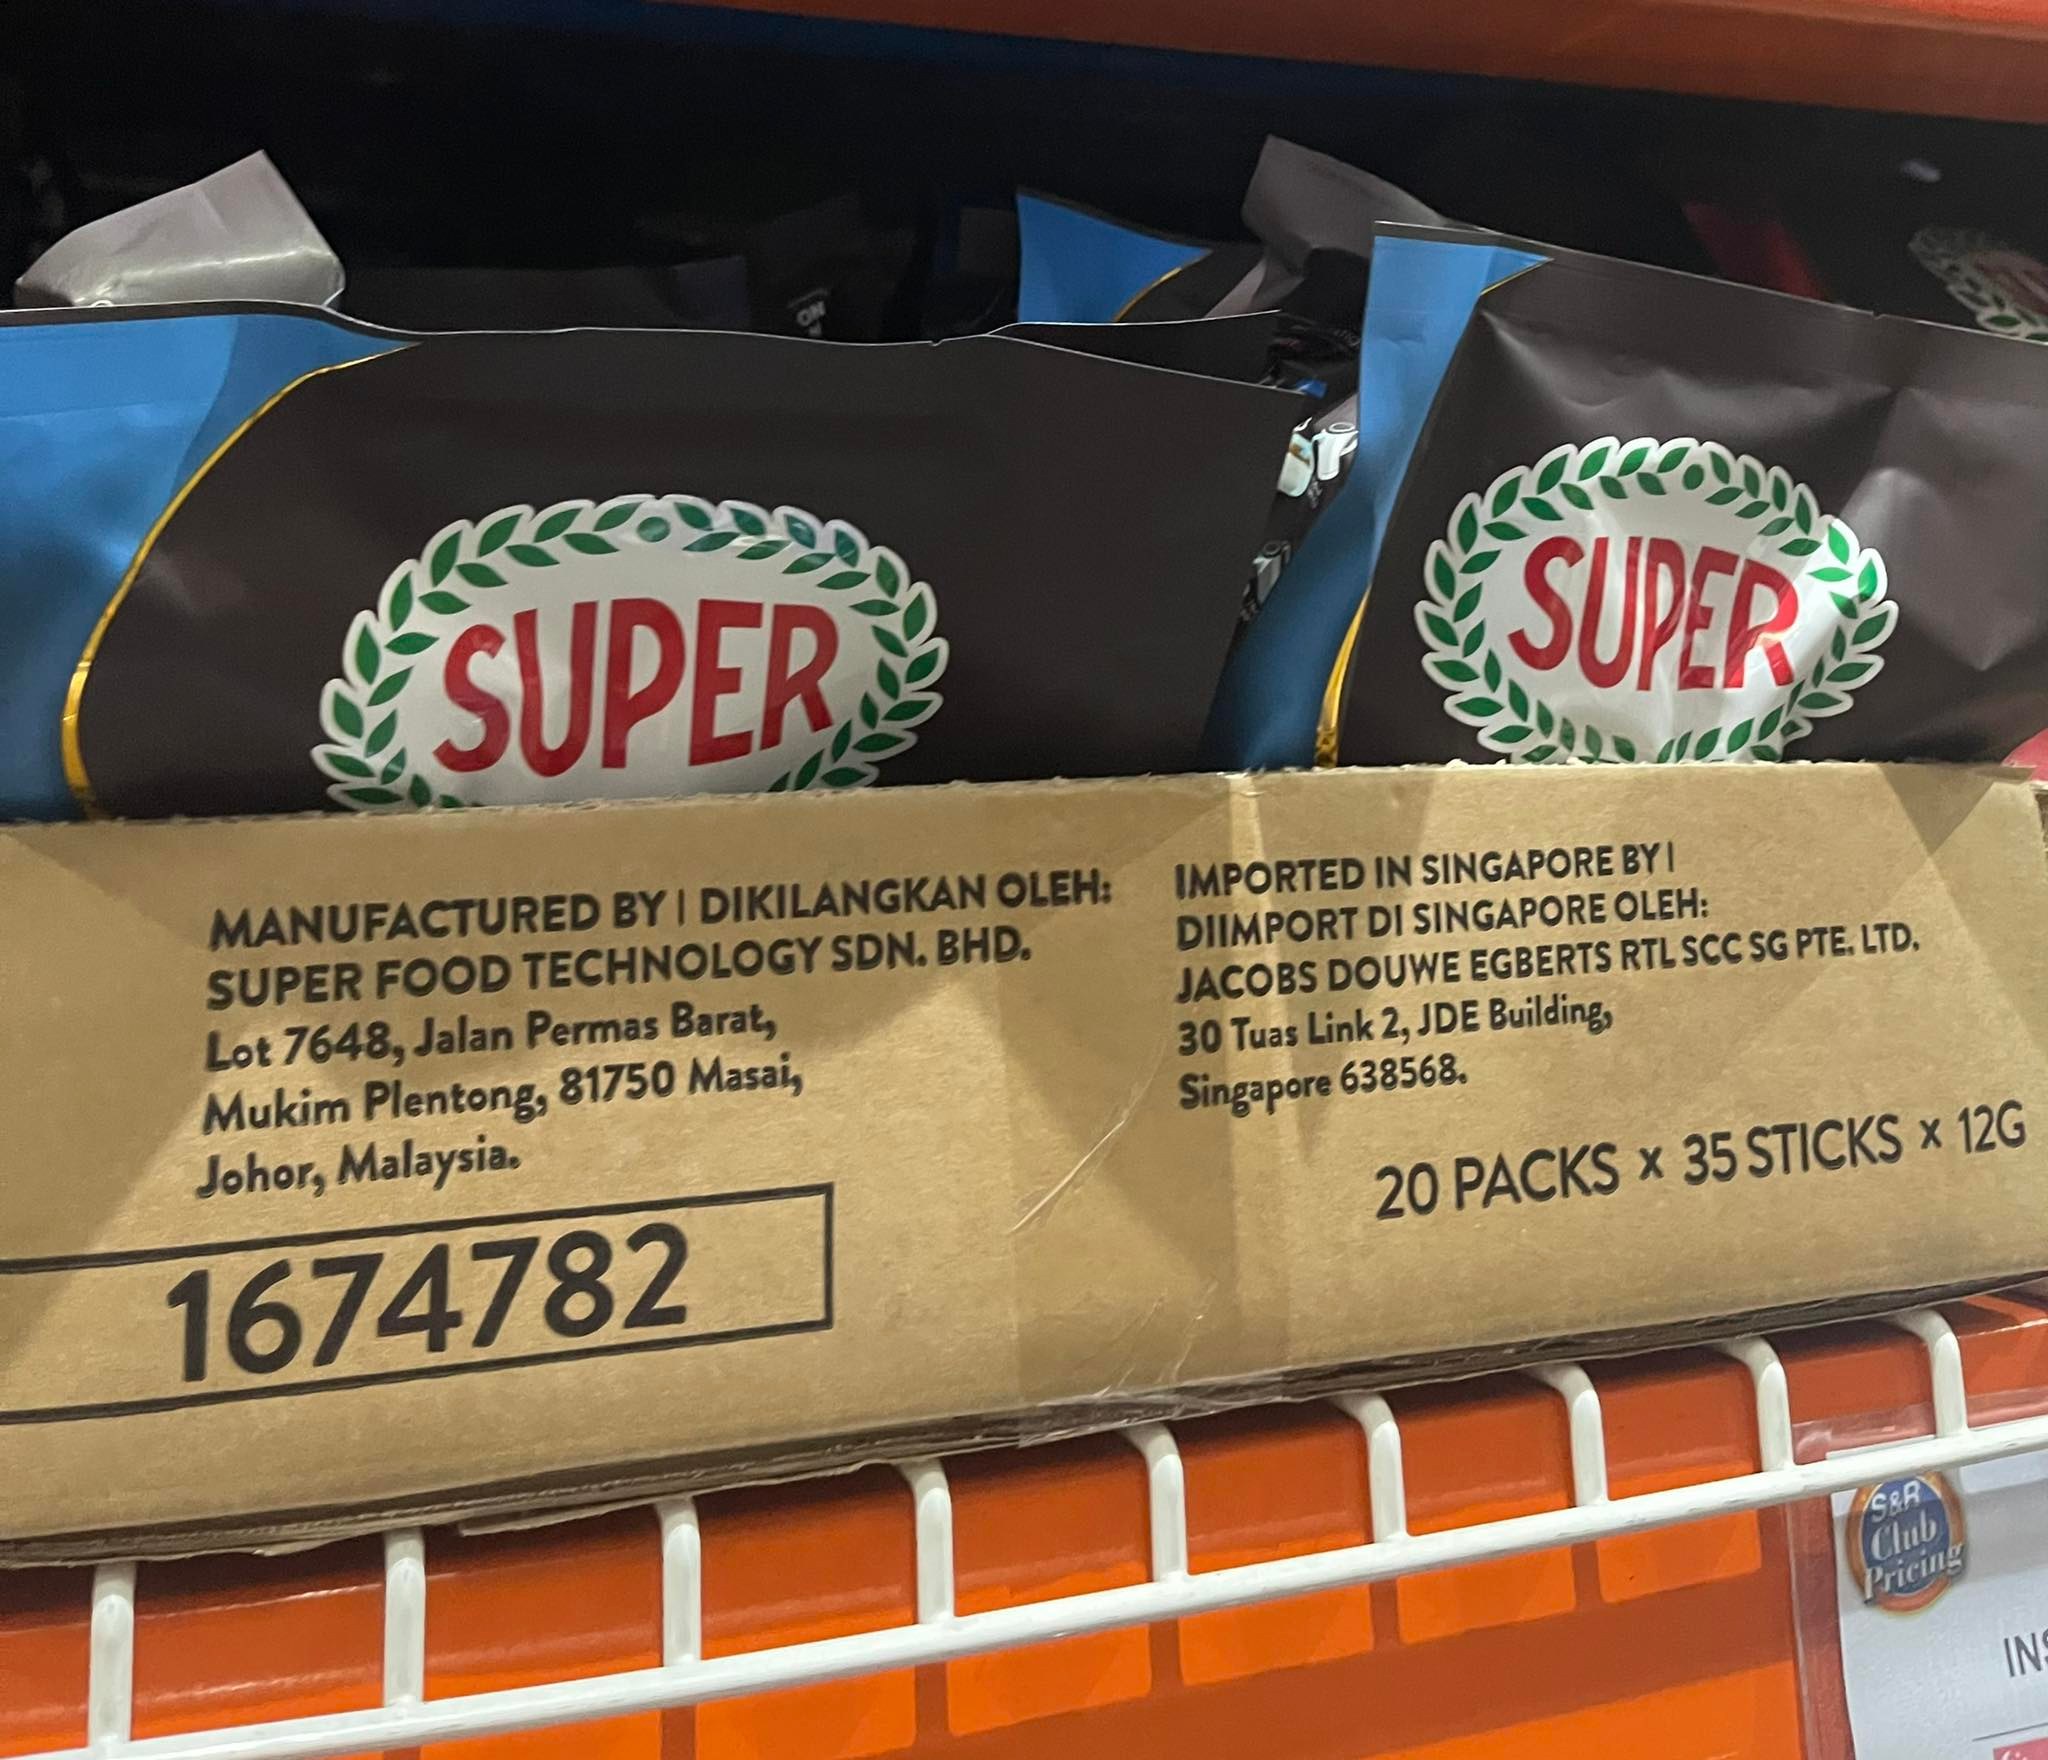 SUPER
SUPER
MANUFACTURED BY | DIKILANGKAN OLEH:
SUPER FOOD TECHNOLOGY SDN. BHD.
Lot 7648, Jalan Permas Barat,
Mukim Plentong, 81750 Masai,
Johor, Malaysia.
1674782
IMPORTED IN SINGAPORE BY |
DIIMPORT DI SINGAPORE OLEH:
JACOBS DOUWE EGBERTS RTL SCC SG PTE. LTD.
30 Tuas Link 2, JDE Building,
Singapore 638568.
20 PACKS x 35 STICKS x 12G
S&R
Club
Pricing